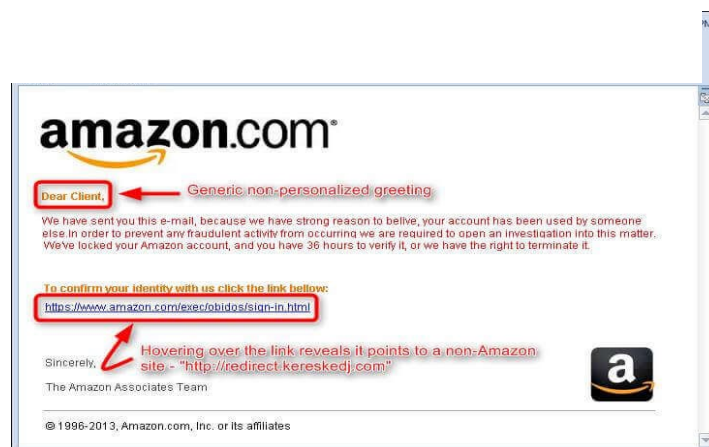 amazon.com®
Dear Client,
Generic non-personalized greeting
We have sent you this e-mail, because we have strong reason to belive, your account has been used by someone
else.In order to prevent any fraudulent activity from occurring we are required to open an investigation into this matter.
We've locked your Amazon account, and you have 36 hours to verify it, or we have the right to terminate it.
To confirm your identity with us click the link bellow:
https://www.amazon.com/exec/obidos/sign-in.html
Hovering over the link reveals it points to a non-Amazon
site - "http://redirect.kereskedj.com"
Sincerely,
The Amazon Associates Team
a
© 1996-2013, Amazon.com, Inc. or its affiliates